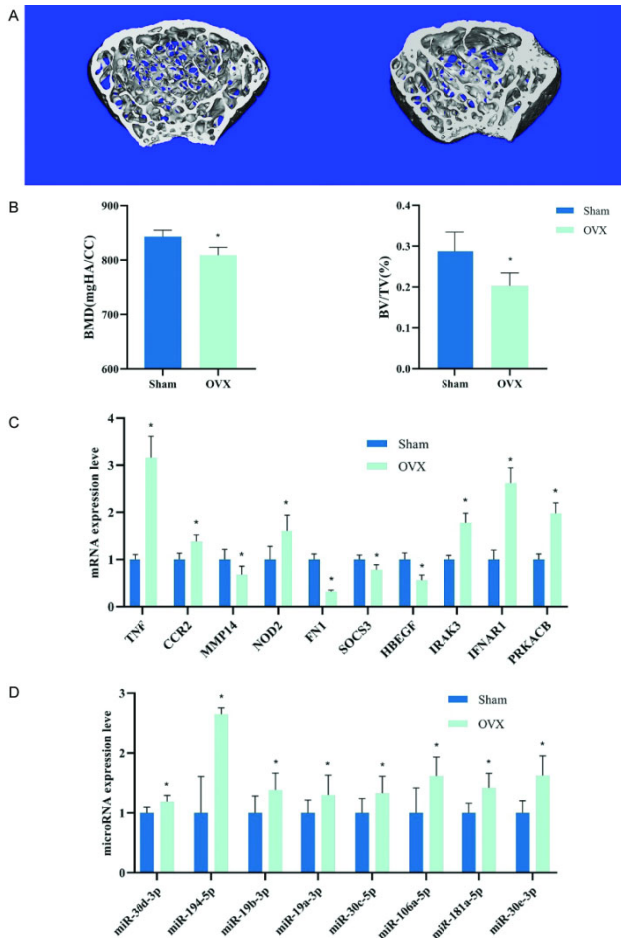 A
B
900
800
700
600
BMD(mgHA/CC)
Sham
OVX
*
0.4
0.3
0.2
0.1
0.0
BV/TV(%)
Sham
OVX
*
Sham
OVX
C
4
3
2
1
0
mRNA expression leve
Sham
OVX
* * * * * * * * * *
TNF
CCR2
MMP14
NOD2
FN1
SOCS3
HBEGF
IRAK3
IFNAR1
PRKACB
D
3
2
1
0
microRNA expression leve
Sham
OVX
* * * * * * * *
miR-30d-3p
miR-194-5p
miR-19b-3p
miR-19a-3p
miR-30c-5p
miR-106a-5p
miR-181a-5p
miR-30e-3p